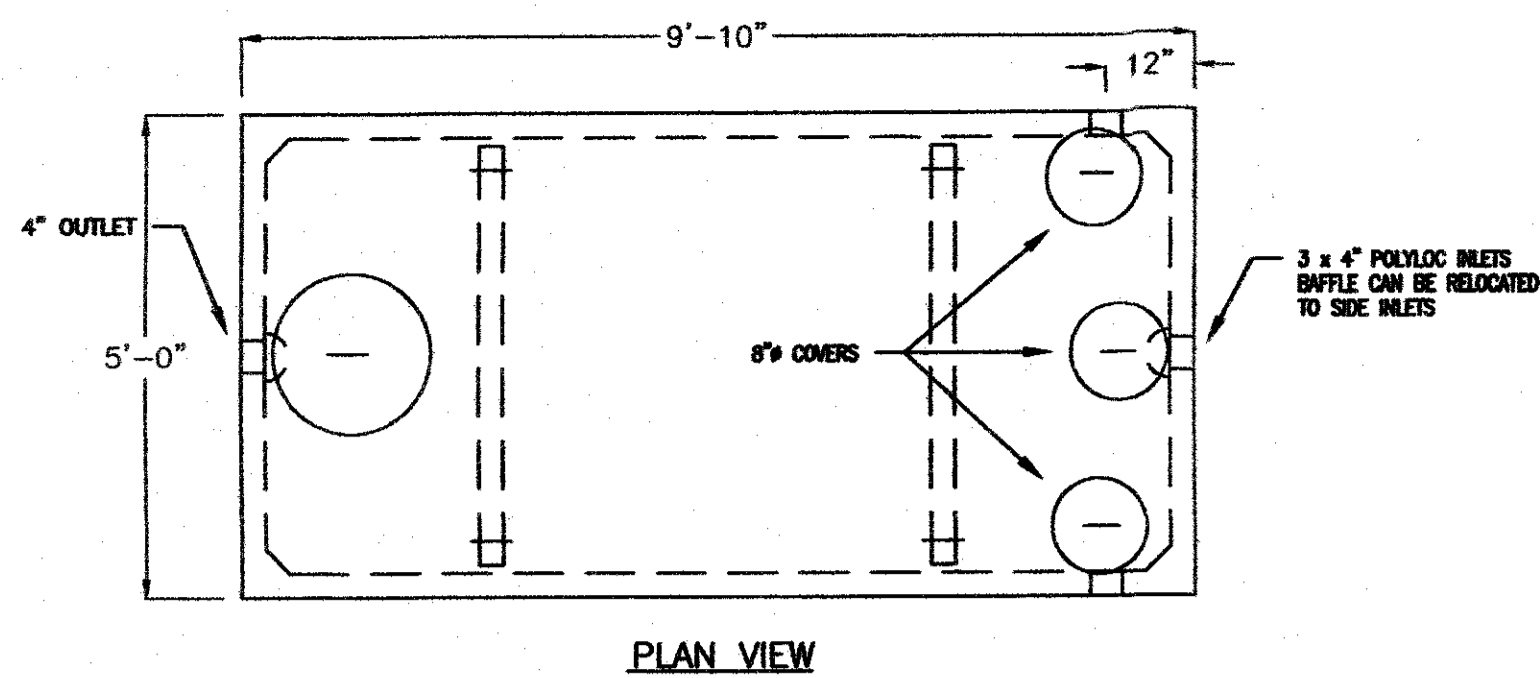 9'-10"
12"
4" OUTLET
3 x 4" POLYLOC INLETS
BAFFLE CAN BE RELOCATED
TO SIDE INLETS
5'-0"
8"ø COVERS
PLAN VIEW